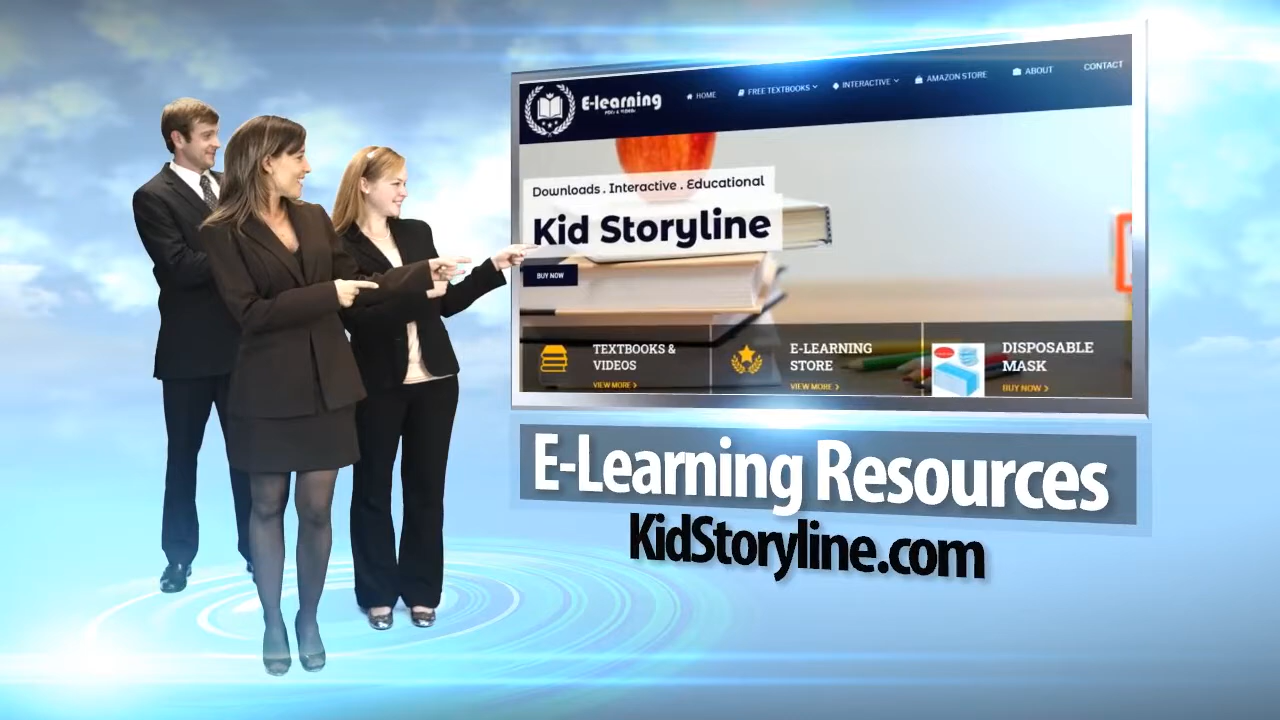 E-learning
HOME
FREE TEXTBOOKS
INTERACTIVE
AMAZON STORE
ABOUT
CONTACT
Downloads . Interactive . Educational
Kid Storyline
BUY NOW
TEXTBOOKS &
VIDEOS
VIEW MORE >
E-LEARNING
STORE
VIEW MORE >
DISPOSABLE
MASK
BUY NOW >
E-Learning Resources
KidStoryline.com